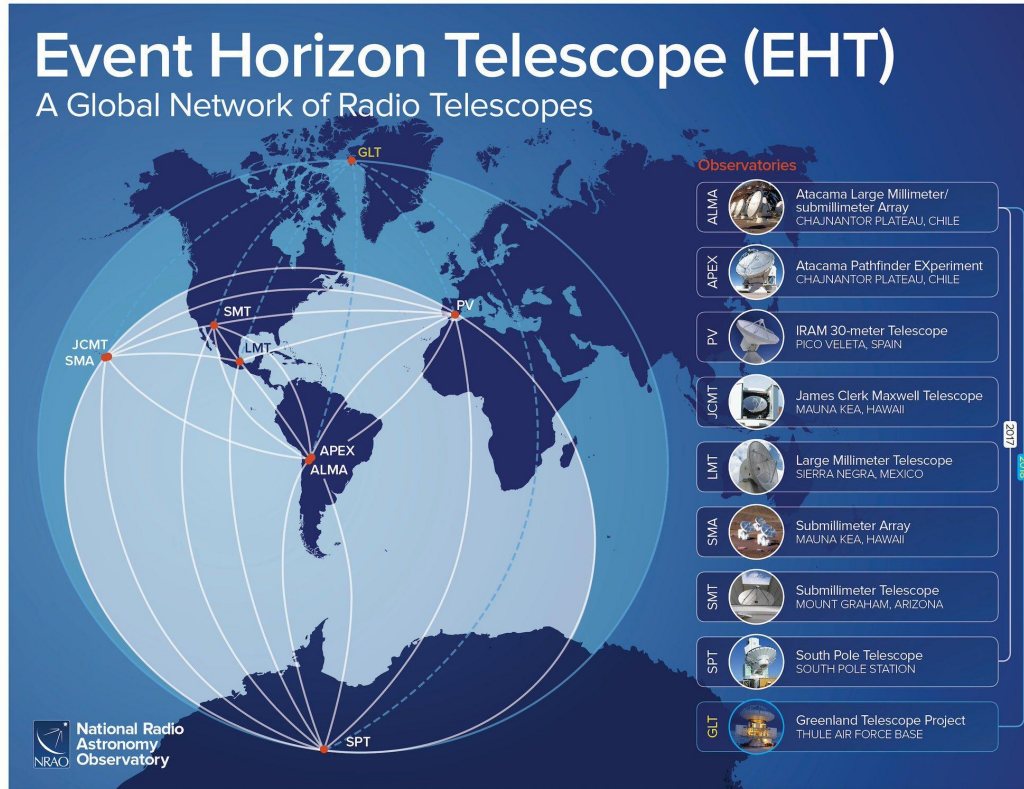 Event Horizon Telescope (EHT)
A Global Network of Radio Telescopes
GLT
SMT
PV
JCMT
SMA
LMT
APEX
ALMA
SPT
Observatories
ALMA
Atacama Large Millimeter/
submillimeter Array
CHAJNANTOR PLATEAU, CHILE
APEX
Atacama Pathfinder EXperiment
CHAJNANTOR PLATEAU, CHILE
PV
IRAM 30-meter Telescope
PICO VELETA, SPAIN
JCMT
James Clerk Maxwell Telescope
MAUNA KEA, HAWAII
LMT
Large Millimeter Telescope
SIERRA NEGRA, MEXICO
SMA
Submillimeter Array
MAUNA KEA, HAWAII
SMT
Submillimeter Telescope
MOUNT GRAHAM, ARIZONA
SPT
South Pole Telescope
SOUTH POLE STATION
GLT
Greenland Telescope Project
THULE AIR FORCE BASE
2017
NRAO
National Radio
Astronomy
Observatory